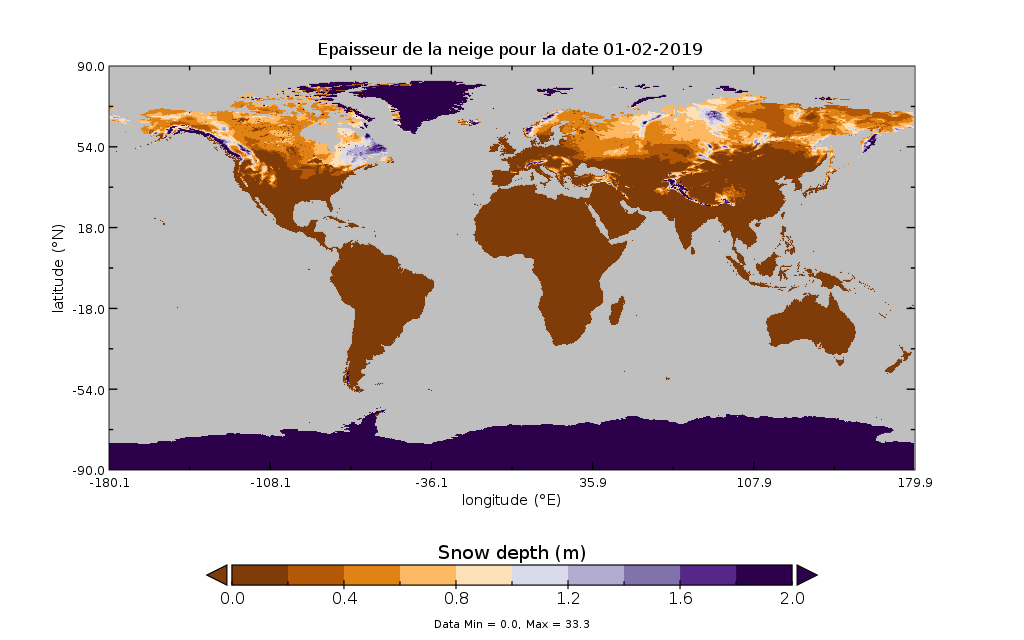 Epaisseur de la neige pour la date 01-02-2019
90.0
54.0
18.0
-18.0
-54.0
-90.0
latitude (°N)
-180.1 -108.1 -36.1 35.9 107.9 179.9
longitude (°E)
Snow depth (m)
0.0 0.4 0.8 1.2 1.6 2.0
Data Min = 0.0, Max = 33.3